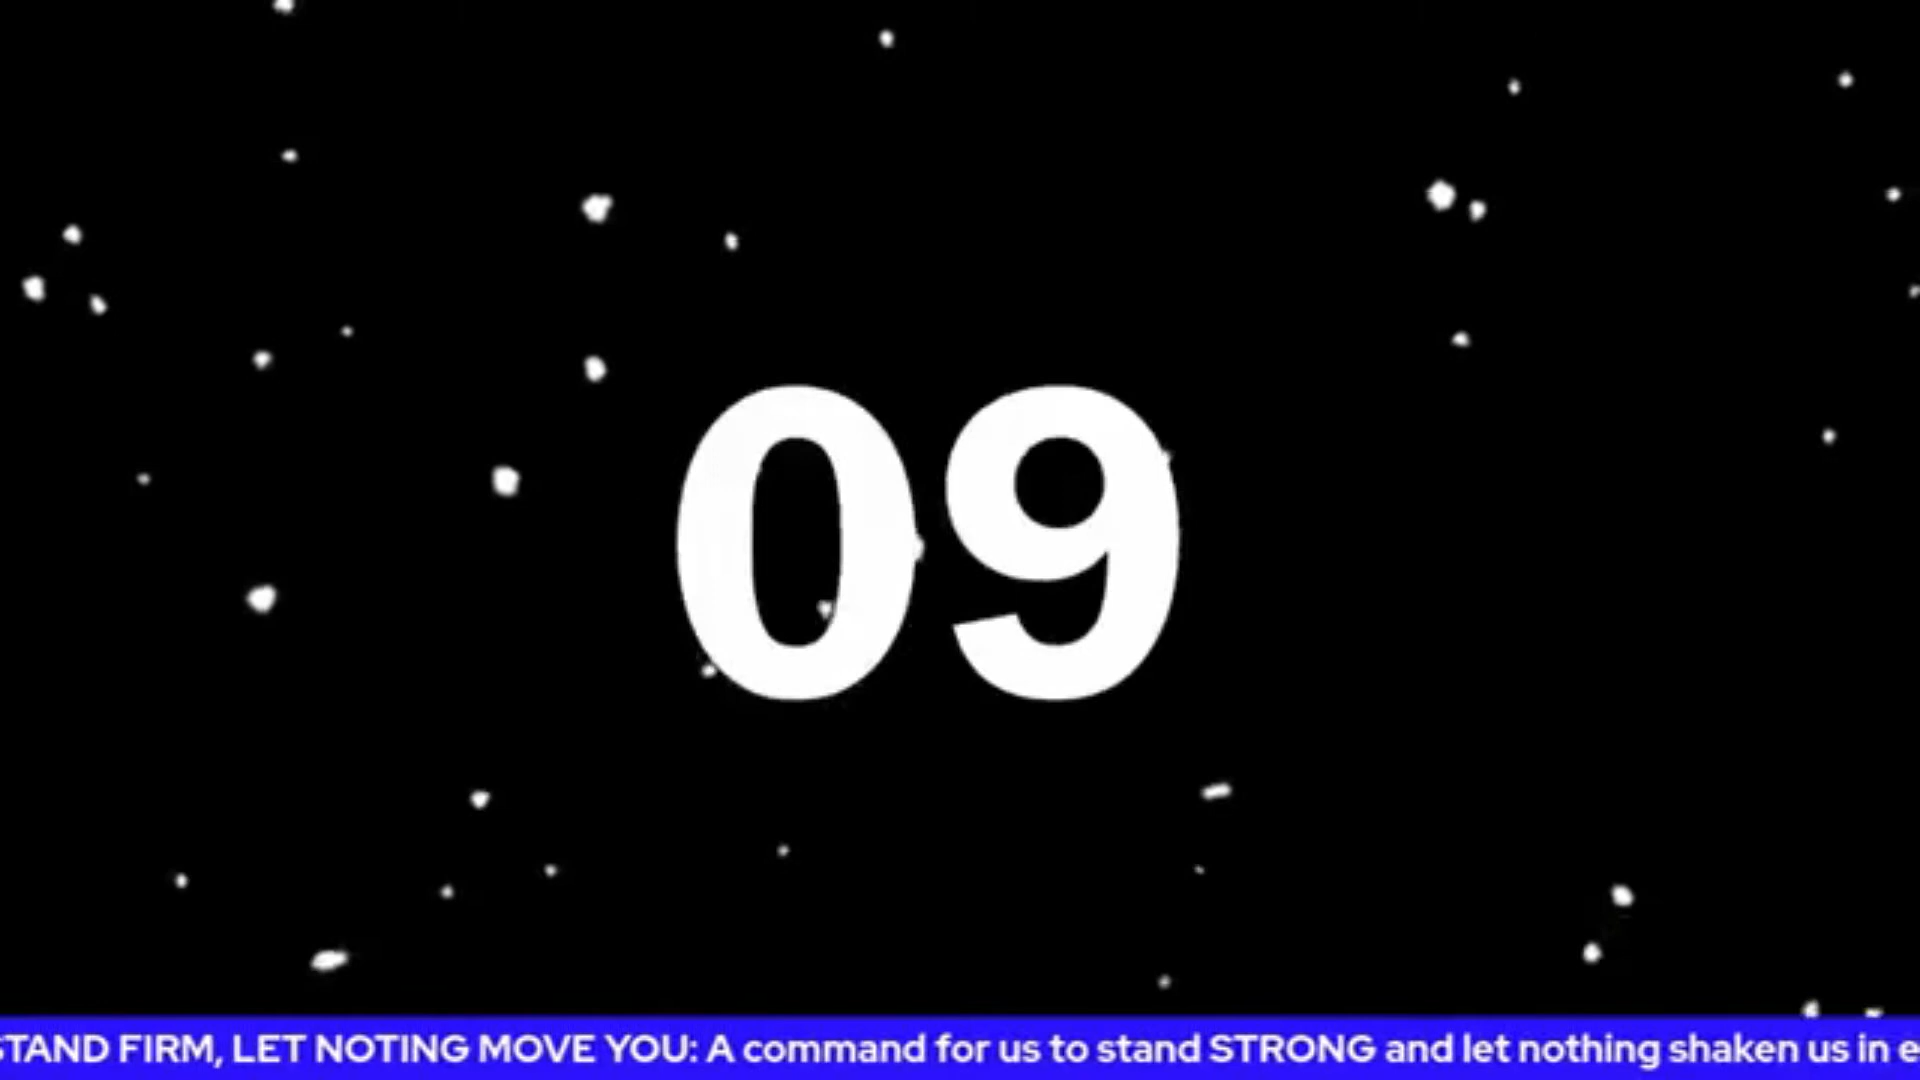 09
STAND FIRM, LET NOTING MOVE YOU: A command for us to stand STRONG and let nothing shaken us in